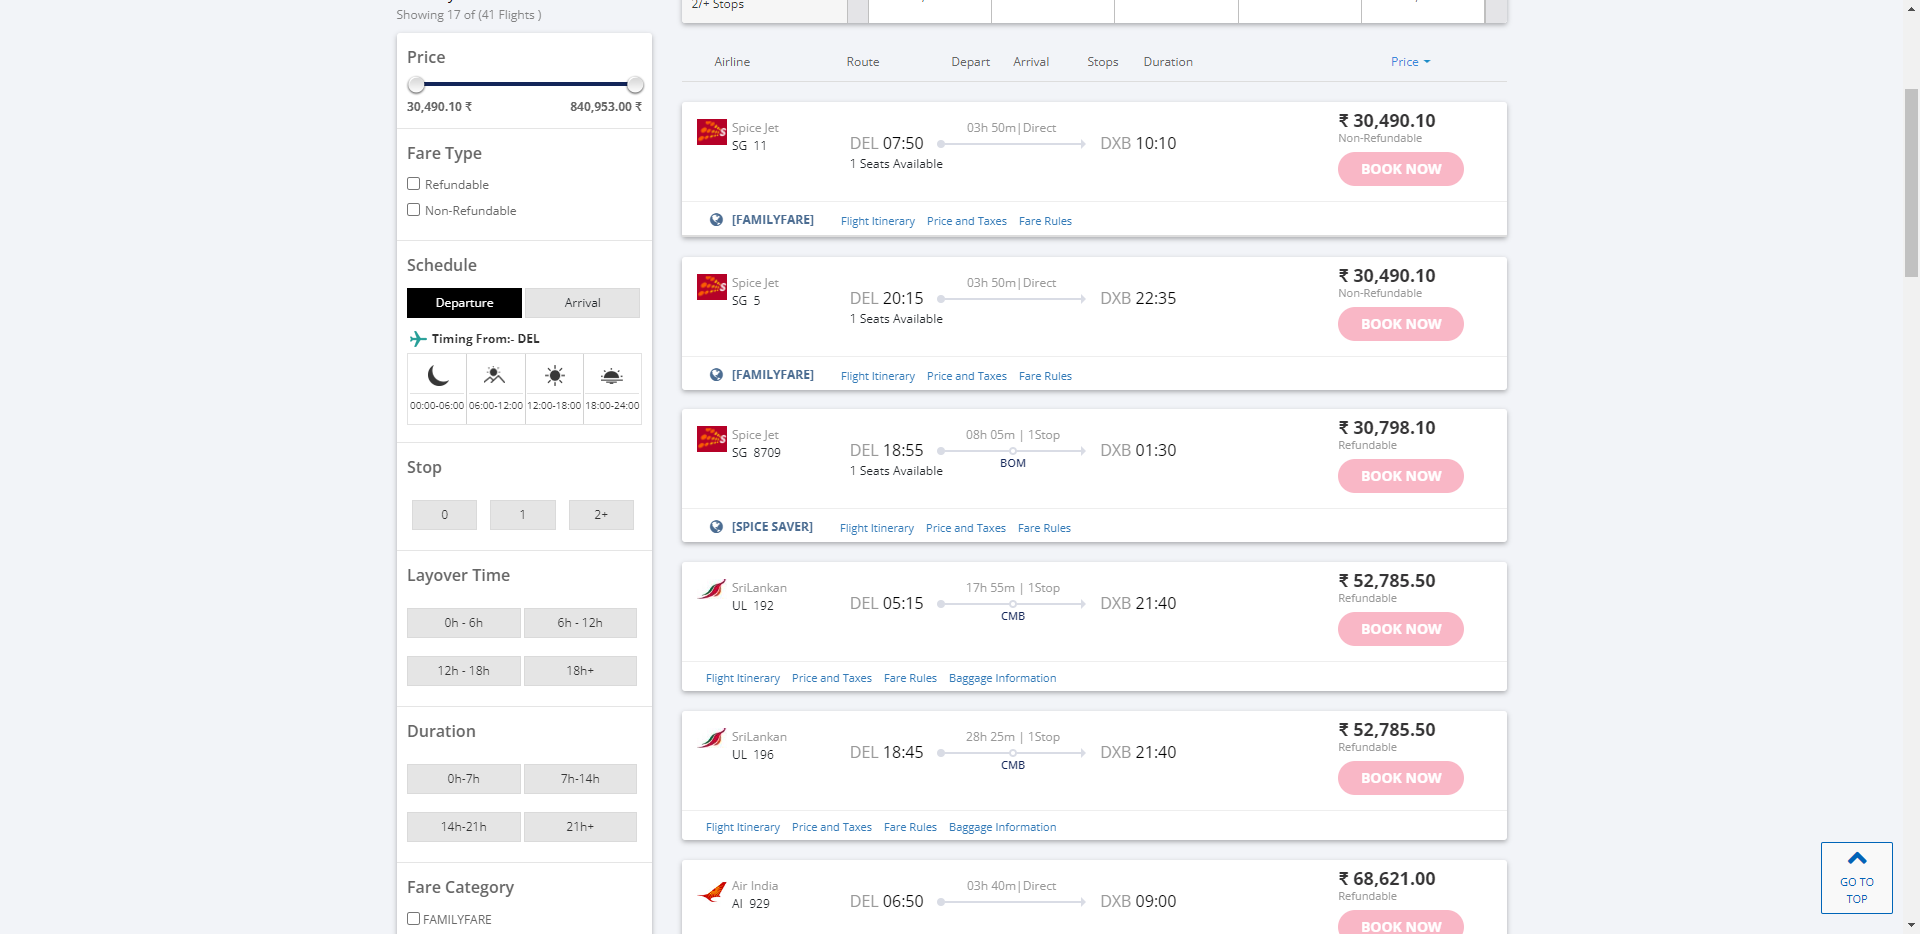 Showing 17 of (41 Flights )
Price
30,490.10 ₹ 840,953.00 ₹
Fare Type
Refundable
Non-Refundable
Schedule
Departure Arrival
Timing From:- DEL
00:00-06:00 06:00-12:00 12:00-18:00 18:00-24:00
Stop
0 1 2+
Layover Time
0h - 6h 6h - 12h
12h - 18h 18h+
Duration
0h-7h 7h-14h
14h-21h 21h+
Fare Category
FAMILYFARE
2/+ Stops
Airline Route Depart Arrival Stops Duration Price
Spice Jet
SG 11
DEL 07:50
1 Seats Available
03h 50m|Direct
DXB 10:10
₹ 30,490.10
Non-Refundable
BOOK NOW
[FAMILYFARE] Flight Itinerary Price and Taxes Fare Rules
Spice Jet
SG 5
DEL 20:15
1 Seats Available
03h 50m|Direct
DXB 22:35
₹ 30,490.10
Non-Refundable
BOOK NOW
[FAMILYFARE] Flight Itinerary Price and Taxes Fare Rules
Spice Jet
SG 8709
DEL 18:55
1 Seats Available
08h 05m | 1Stop
BOM
DXB 01:30
₹ 30,798.10
Refundable
BOOK NOW
[SPICE SAVER] Flight Itinerary Price and Taxes Fare Rules
SriLankan
UL 192
DEL 05:15
17h 55m | 1Stop
CMB
DXB 21:40
₹ 52,785.50
Refundable
BOOK NOW
Flight Itinerary Price and Taxes Fare Rules Baggage Information
SriLankan
UL 196
DEL 18:45
28h 25m | 1Stop
CMB
DXB 21:40
₹ 52,785.50
Refundable
BOOK NOW
Flight Itinerary Price and Taxes Fare Rules Baggage Information
Air India
AI 929
DEL 06:50
03h 40m|Direct
DXB 09:00
₹ 68,621.00
Refundable
BOOK NOW
GO TO
TOP